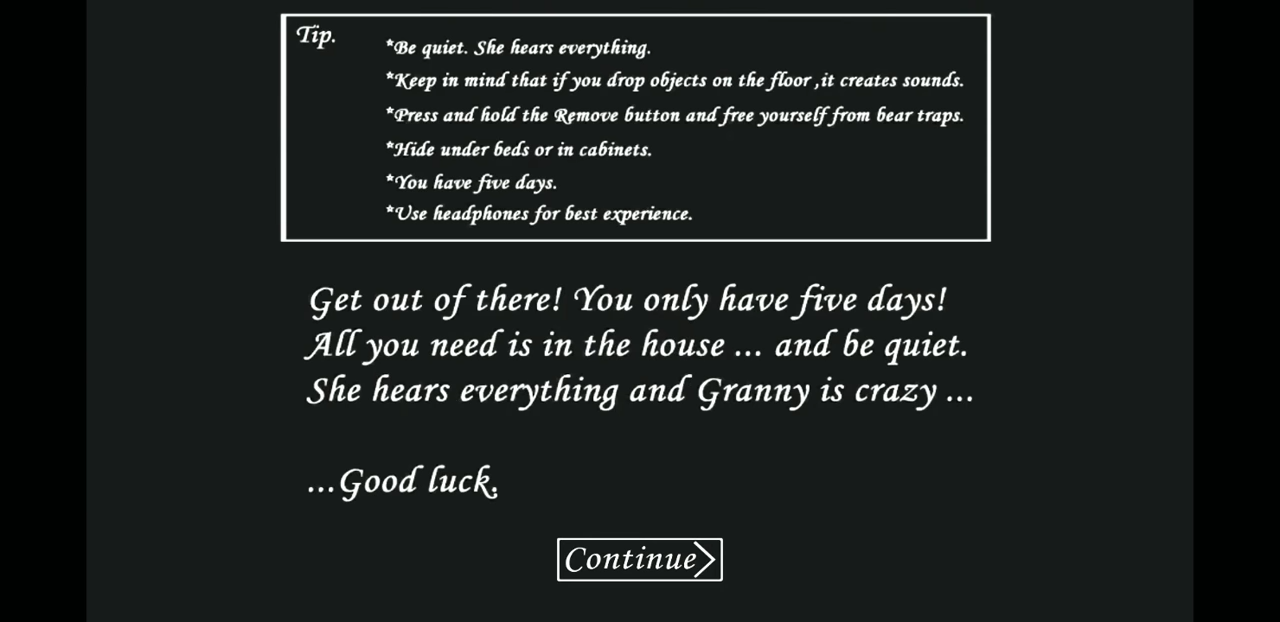 Tip.
*Be quiet. She hears everything.
*Keep in mind that if you drop objects on the floor ,it creates sounds.
*Press and hold the Remove button and free yourself from bear traps.
*Hide under beds or in cabinets.
*You have five days.
*Use headphones for best experience.
Get out of there! You only have five days!
All you need is in the house ... and be quiet.
She hears everything and Granny is crazy ...
...Good luck.
Continue